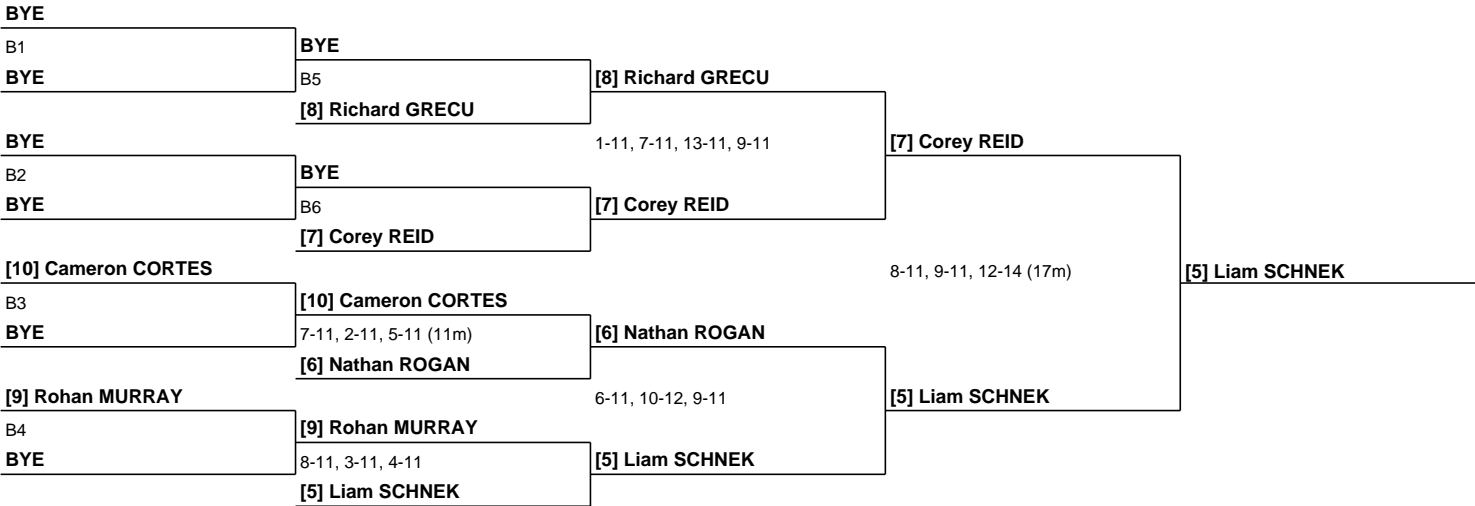 BYE
B1
BYE
BYE
B5
[8] Richard GRECU
[8] Richard GRECU
BYE
1-11, 7-11, 13-11, 9-11
[7] Corey REID
B2
BYE
BYE
B6
[7] Corey REID
[7] Corey REID
[10] Cameron CORTES
8-11, 9-11, 12-14 (17m)
[5] Liam SCHNEK
B3
[10] Cameron CORTES
BYE
7-11, 2-11, 5-11 (11m)
[6] Nathan ROGAN
[6] Nathan ROGAN
[9] Rohan MURRAY
6-11, 10-12, 9-11
[5] Liam SCHNEK
B4
[9] Rohan MURRAY
BYE
8-11, 3-11, 4-11
[5] Liam SCHNEK
[5] Liam SCHNEK